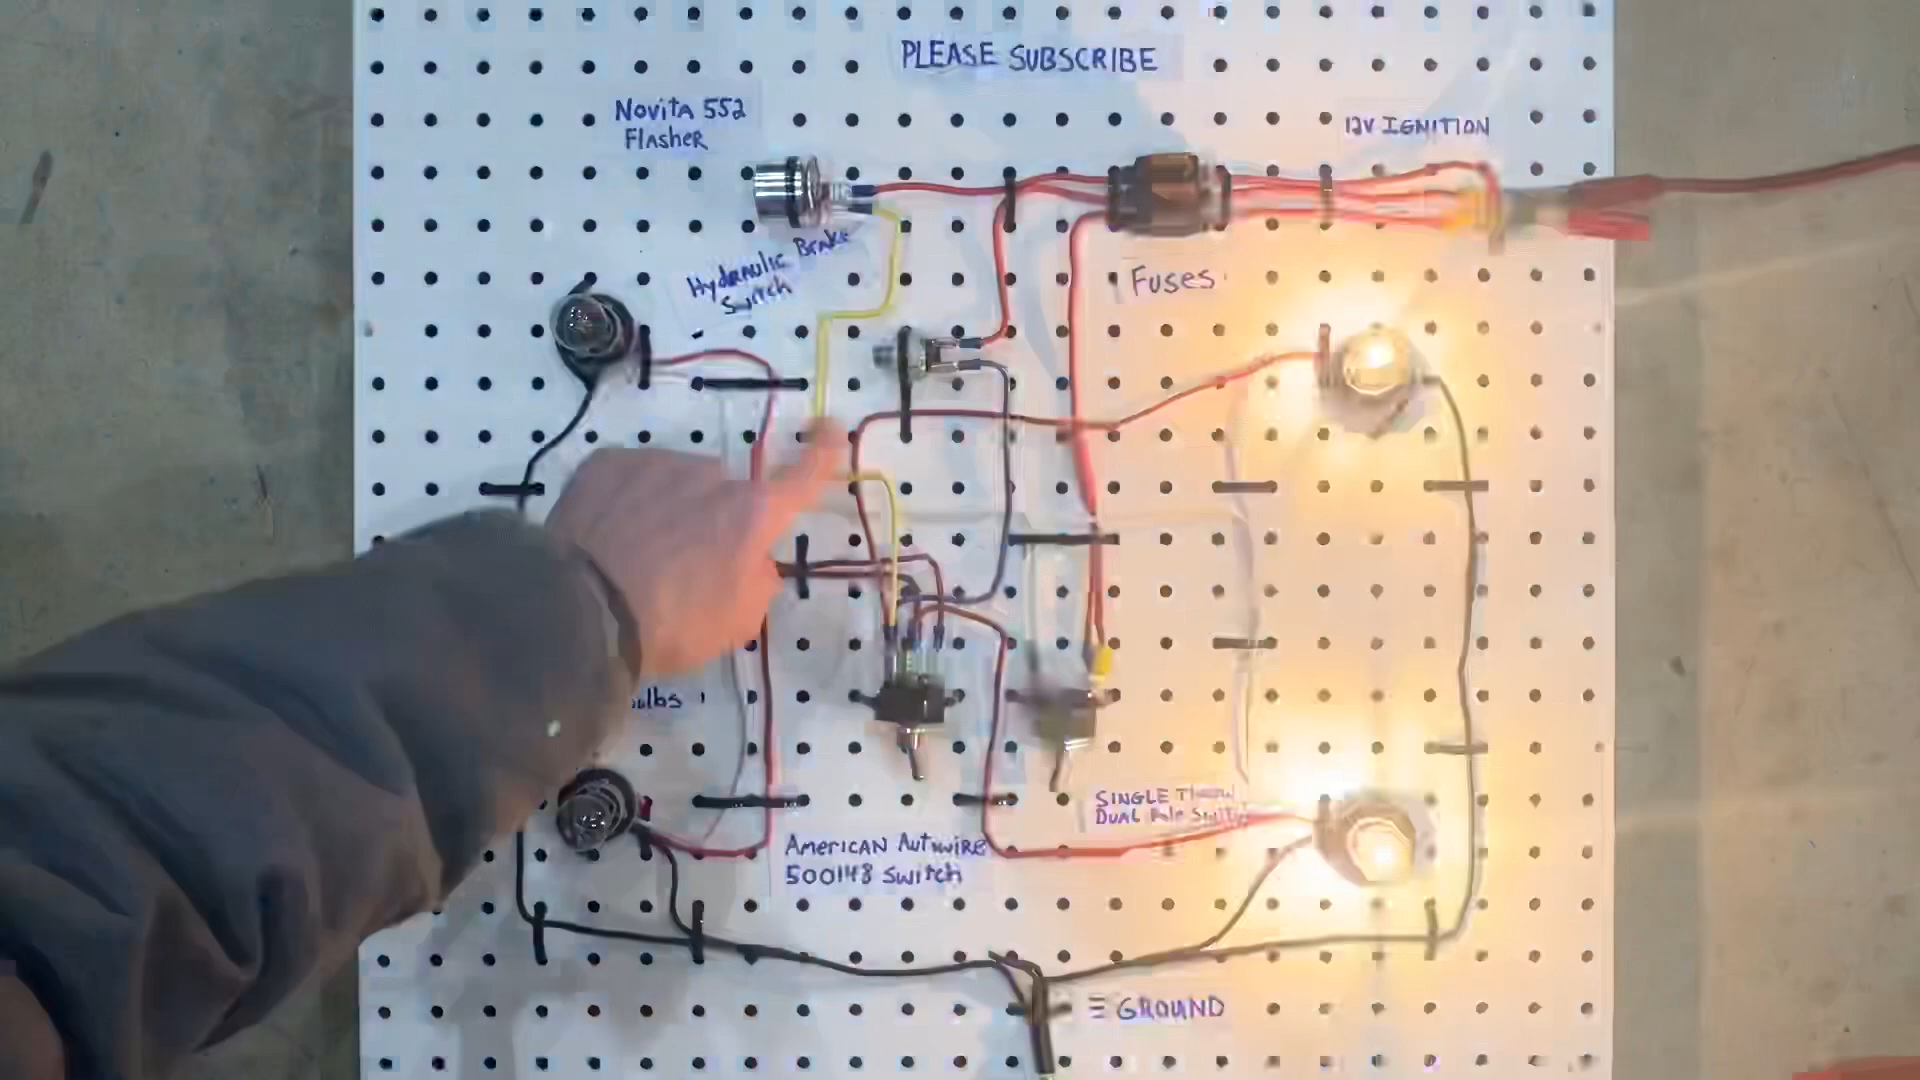 PLEASE SUBSCRIBE
Novita 552
Flasher
12V IGNITION
Hydraulic Brake
Switch
Fuses
ulbs
SINGLE Throw
Dual Pole Switch
American Autowire
500148 Switch
GROUND